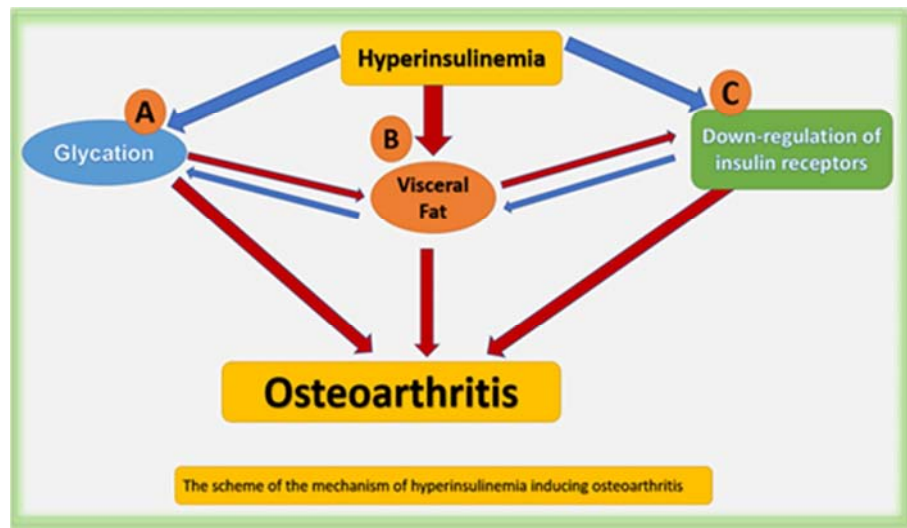 Hyperinsulinemia
A
B
C
Glycation
Down-regulation of
insulin receptors
Visceral
Fat
Osteoarthritis
The scheme of the mechanism of hyperinsulinemia inducing osteoarthritis